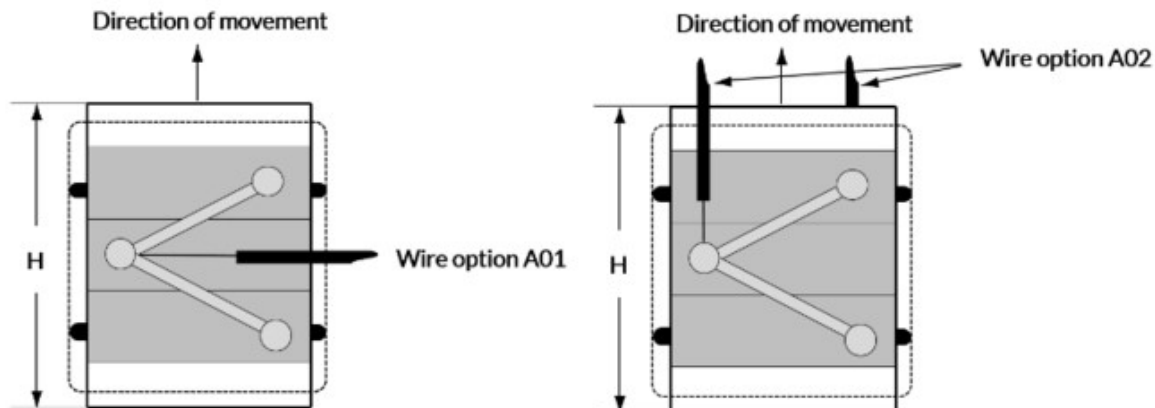 Direction of movement
H
Wire option A01
Direction of movement
Wire option A02
H